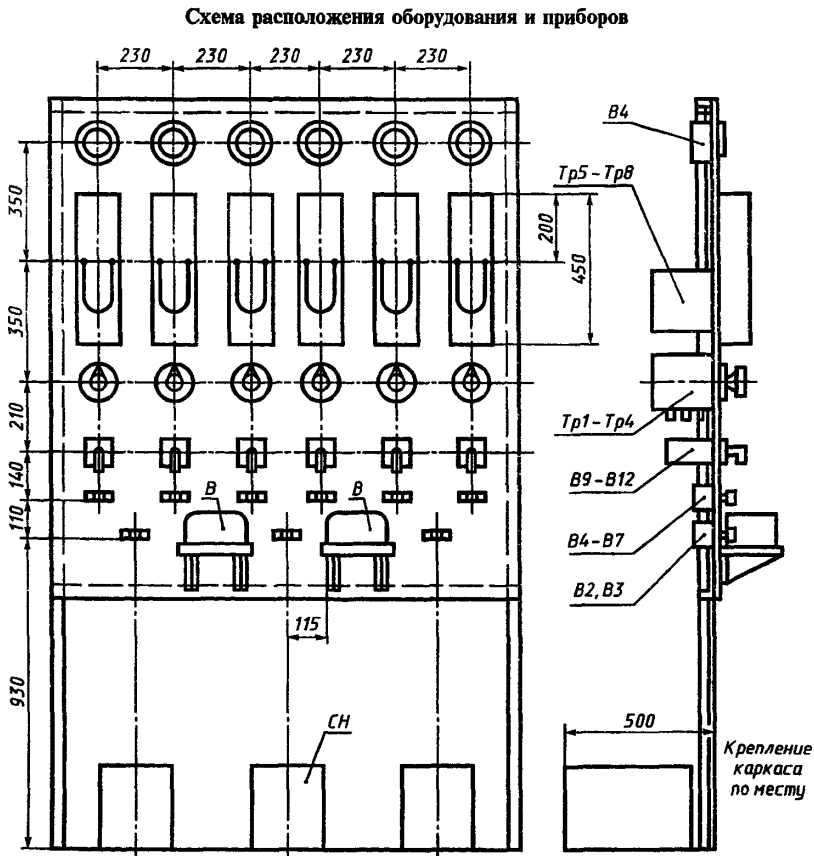 Схема расположения оборудования и приборов
230 230 230 230 230
В4
Тр5-Тр8
350
200
450
350
210
Тр1-Тр4
140
В9-В12
110
В
В
В4-В7
В2, В3
115
930
СН
500
Крепление
каркаса
по месту